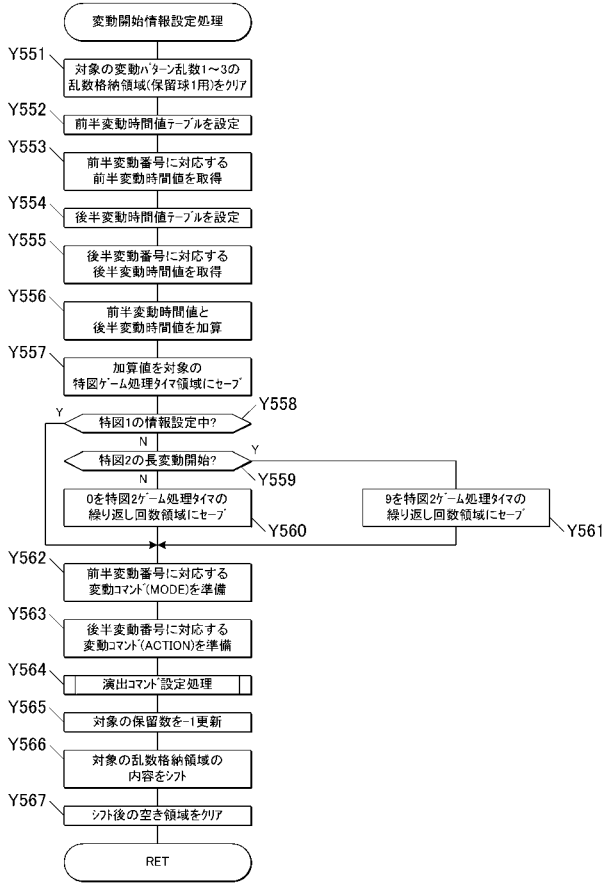 変動開始情報設定処理
Y551
対象の変動ﾊﾟﾀｰﾝ乱数1～3の
乱数格納領域(保留球1用)をｸﾘｱ
Y552
前半変動時間値ﾃｰﾌﾞﾙを設定
Y553
前半変動番号に対応する
前半変動時間値を取得
Y554
後半変動時間値ﾃｰﾌﾞﾙを設定
Y555
後半変動番号に対応する
後半変動時間値を取得
Y556
前半変動時間値と
後半変動時間値を加算
Y557
加算値を対象の
特図ｹﾞｰﾑ処理ﾀｲﾏ領域にｾｰﾌﾞ
Y558
Y
特図1の情報設定中?
N
Y
特図2の長変動開始?
Y559
N
0を特図2ｹﾞｰﾑ処理ﾀｲﾏの
繰り返し回数領域にｾｰﾌﾞ
Y560
9を特図2ｹﾞｰﾑ処理ﾀｲﾏの
繰り返し回数領域にｾｰﾌﾞ
Y561
Y562
前半変動番号に対応する
変動ｺﾏﾝﾄﾞ(MODE)を準備
Y563
後半変動番号に対応する
変動ｺﾏﾝﾄﾞ(ACTION)を準備
Y564
演出ｺﾏﾝﾄﾞ設定処理
Y565
対象の保留数を-1更新
Y566
対象の乱数格納領域の
内容をｼﾌﾄ
Y567
ｼﾌﾄ後の空き領域をｸﾘｱ
RET